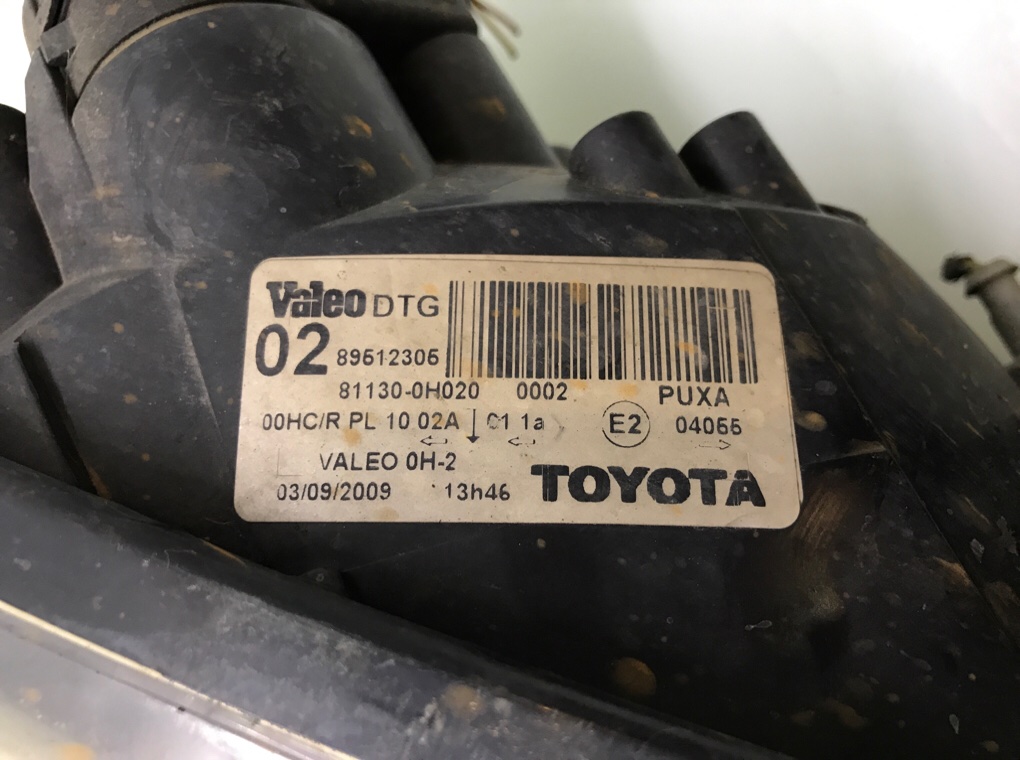 Valeo DTG
02 89512305
81130-0H020 0002 PUXA
00HC/R PL 10 02A ↓ 01 1a E2 04055
← ← →
VALEO 0H-2
03/09/2009 13h46 TOYOTA